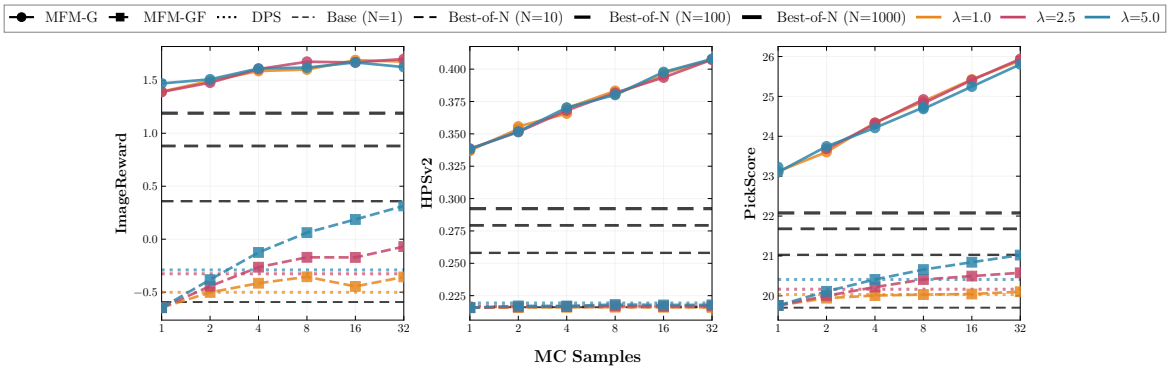 MFM-G MFM-GF DPS Base (N=1) Best-of-N (N=10) Best-of-N (N=100) Best-of-N (N=1000) λ=1.0 λ=2.5 λ=5.0
ImageReward
1.5
1.0
0.5
0.0
−0.5
1 2 4 8 16 32
HPSv2
0.400
0.375
0.350
0.325
0.300
0.275
0.250
0.225
1 2 4 8 16 32
PickScore
26
25
24
23
22
21
20
1 2 4 8 16 32
MC Samples